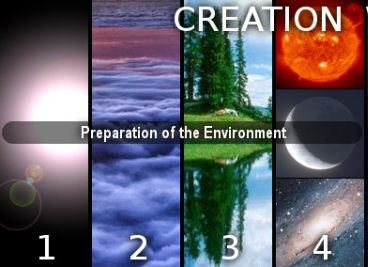 CREATION
Preparation of the Environment
1 2 3 4